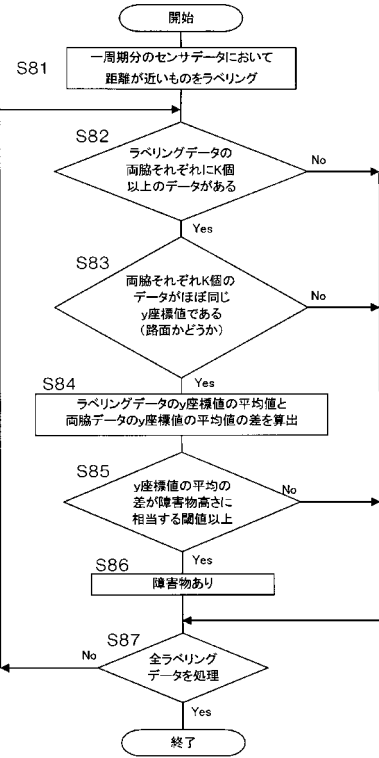 開始
S81
一周期分のセンサデータにおいて
距離が近いものをラベリング
S82
ラベリングデータの
両脇それぞれにK個
以上のデータがある
No
Yes
S83
両脇それぞれK個の
データがほぼ同じ
y座標値である
(路面かどうか)
No
Yes
S84
ラベリングデータのy座標値の平均値と
両脇データのy座標値の平均値の差を算出
S85
y座標値の平均の
差が障害物高さに
相当する閾値以上
No
Yes
S86
障害物あり
S87
全ラベリング
データを処理
No
Yes
終了